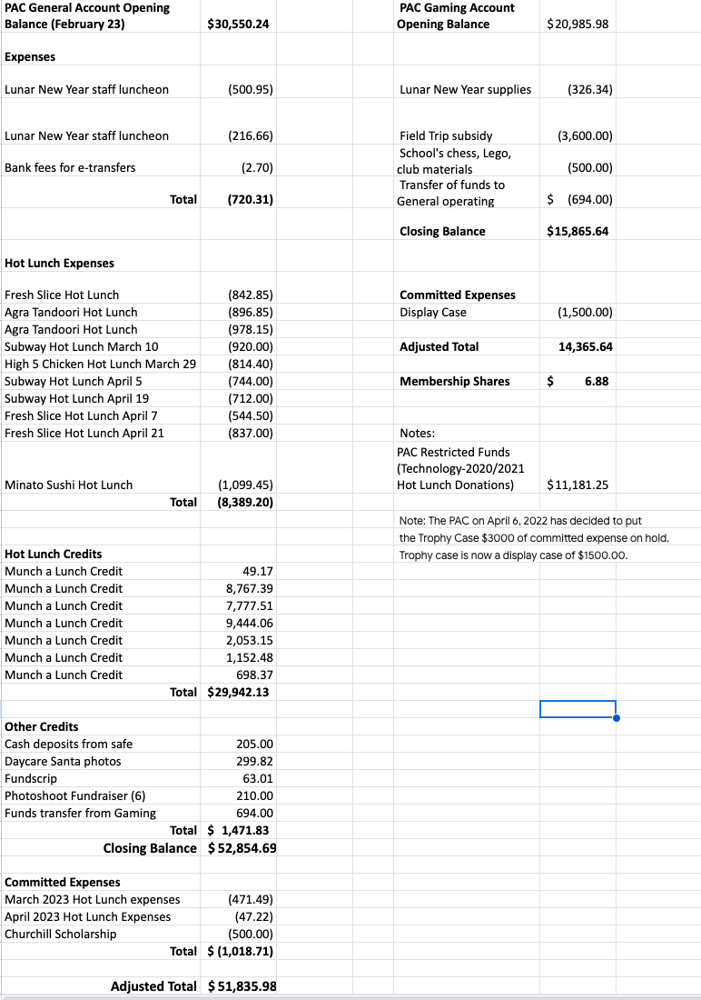 PAC General Account Opening
Balance (February 23) $30,550.24
Expenses
Lunar New Year staff luncheon (500.95)
Lunar New Year staff luncheon (216.66)
Bank fees for e-transfers (2.70)
Total (720.31)
Hot Lunch Expenses
Fresh Slice Hot Lunch (842.85)
Agra Tandoori Hot Lunch (896.85)
Agra Tandoori Hot Lunch (978.15)
Subway Hot Lunch March 10 (920.00)
High 5 Chicken Hot Lunch March 29 (814.40)
Subway Hot Lunch April 5 (744.00)
Subway Hot Lunch April 19 (712.00)
Fresh Slice Hot Lunch April 7 (544.50)
Fresh Slice Hot Lunch April 21 (837.00)
Minato Sushi Hot Lunch (1,099.45)
Total (8,389.20)
Hot Lunch Credits
Munch a Lunch Credit 49.17
Munch a Lunch Credit 8,767.39
Munch a Lunch Credit 7,777.51
Munch a Lunch Credit 9,444.06
Munch a Lunch Credit 2,053.15
Munch a Lunch Credit 1,152.48
Munch a Lunch Credit 698.37
Total $29,942.13
Other Credits
Cash deposits from safe 205.00
Daycare Santa photos 299.82
Fundscrip 63.01
Photoshoot Fundraiser (6) 210.00
Funds transfer from Gaming 694.00
Total $ 1,471.83
Closing Balance $ 52,854.69
Committed Expenses
March 2023 Hot Lunch expenses (471.49)
April 2023 Hot Lunch Expenses (47.22)
Churchill Scholarship (500.00)
Total $ (1,018.71)
Adjusted Total $ 51,835.98
PAC Gaming Account
Opening Balance $20,985.98
Lunar New Year supplies (326.34)
Field Trip subsidy (3,600.00)
School's chess, Lego,
club materials (500.00)
Transfer of funds to
General operating $ (694.00)
Closing Balance $15,865.64
Committed Expenses
Display Case (1,500.00)
Adjusted Total 14,365.64
Membership Shares $ 6.88
Notes:
PAC Restricted Funds
(Technology-2020/2021
Hot Lunch Donations) $11,181.25
Note: The PAC on April 6, 2022 has decided to put
the Trophy Case $3000 of committed expense on hold.
Trophy case is now a display case of $1500.00.